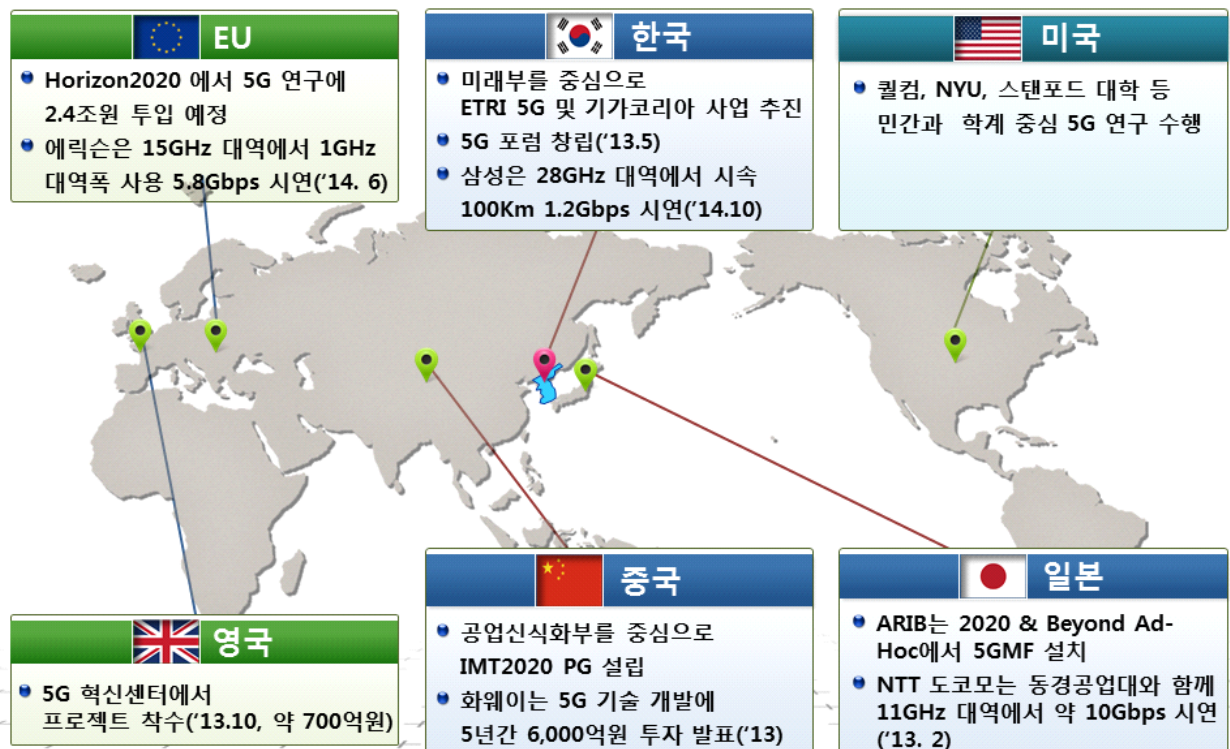 EU
Horizon2020 에서 5G 연구에
2.4조원 투입 예정
에릭슨은 15GHz 대역에서 1GHz
대역폭 사용 5.8Gbps 시연('14. 6)
한국
미래부를 중심으로
ETRI 5G 및 기가코리아 사업 추진
5G 포럼 창립('13.5)
삼성은 28GHz 대역에서 시속
100Km 1.2Gbps 시연('14.10)
미국
퀄컴, NYU, 스탠포드 대학 등
민간과 학계 중심 5G 연구 수행
영국
5G 혁신센터에서
프로젝트 착수('13.10, 약 700억원)
중국
공업신식화부를 중심으로
IMT2020 PG 설립
화웨이는 5G 기술 개발에
5년간 6,000억원 투자 발표('13)
일본
ARIB는 2020 & Beyond Ad-
Hoc에서 5GMF 설치
NTT 도코모는 동경공업대와 함께
11GHz 대역에서 약 10Gbps 시연
('13. 2)